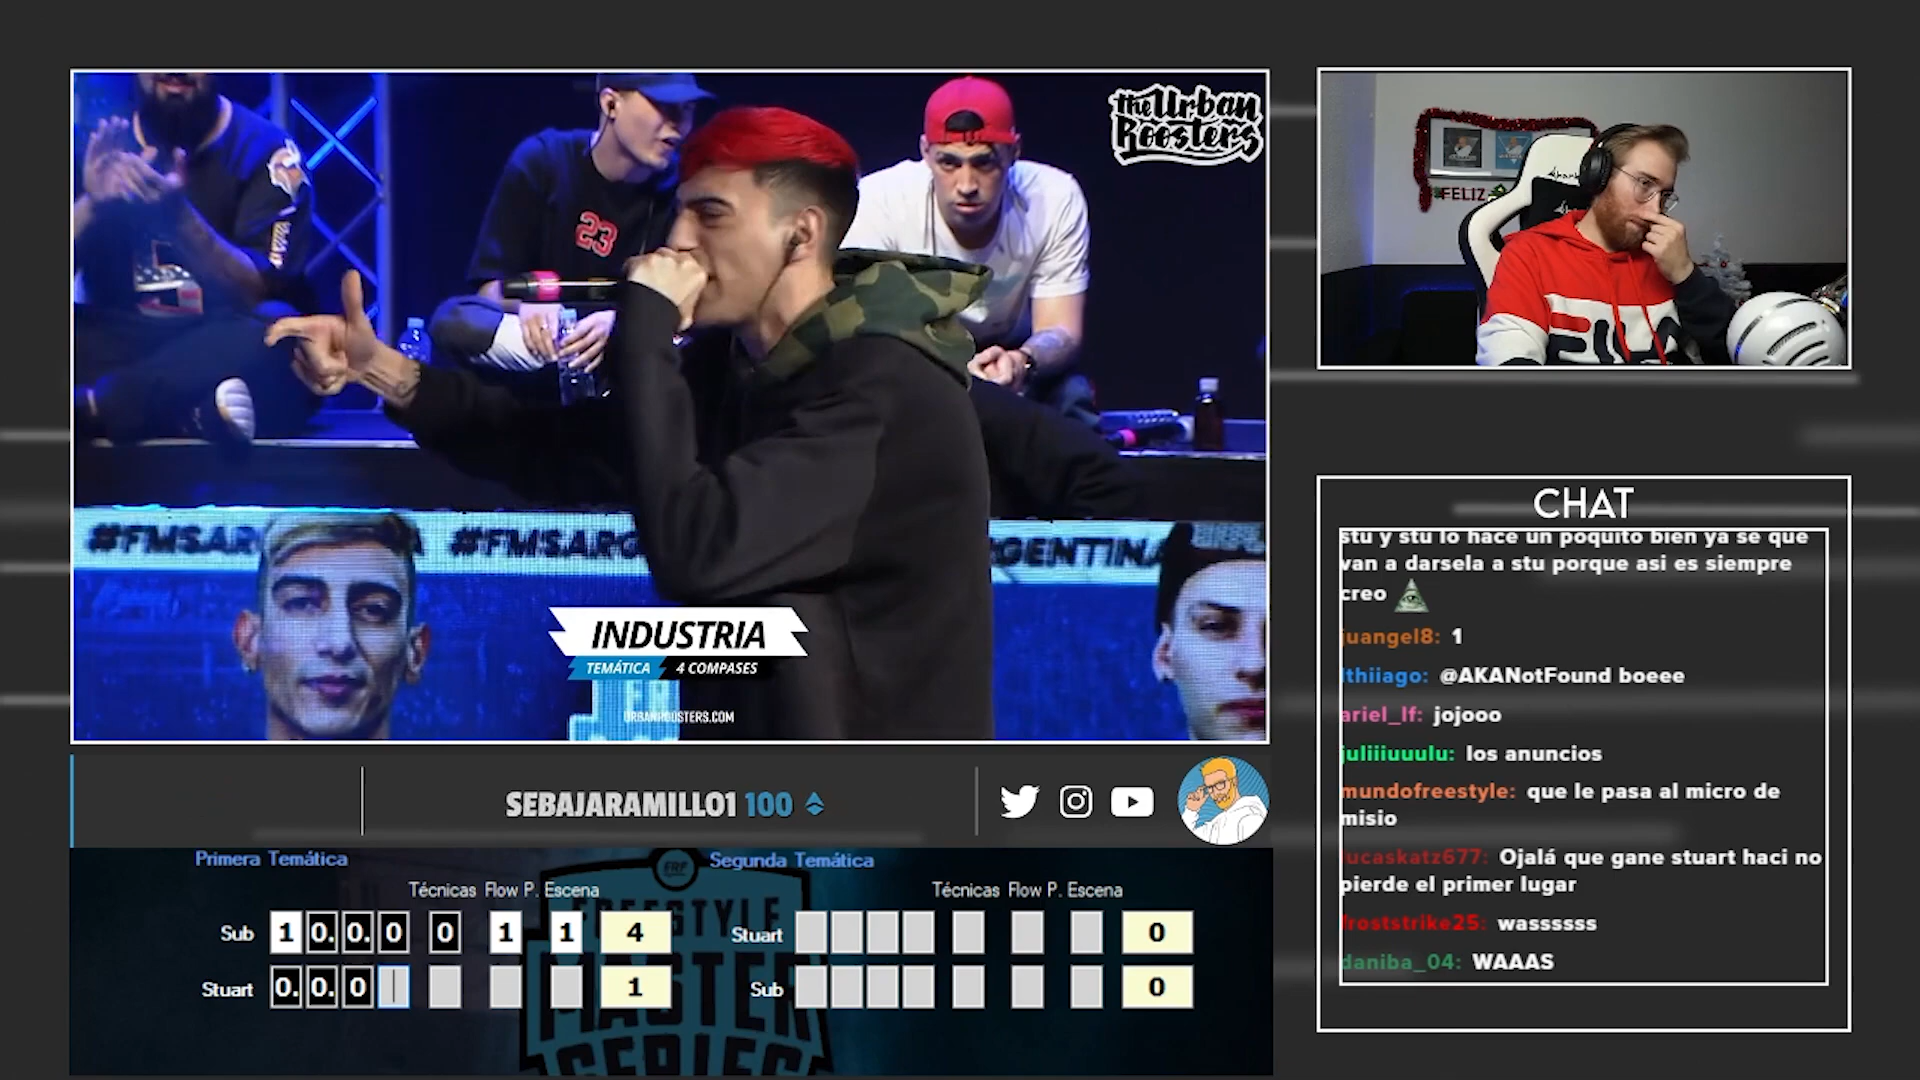 the Urban
Roosters
23
FELIZ
FILA
#FMSAR
#FMSARG
RGENTINA
INDUSTRIA
TEMÁTICA 4 COMPASES
URBANROOSTERS.COM
CHAT
stu y stu lo hace un poquito bien ya se que
van a darsela a stu porque asi es siempre
creo
juangel8: 1
lthiiago: @AKANotFound boeee
ariel_lf: jojooo
juliiiuuulu: los anuncios
mundofreestyle: que le pasa al micro de
misio
lucaskatz677: Ojalá que gane stuart haci no
pierde el primer lugar
froststrike25: wassssss
daniba_04: WAAAS
SEBAJARAMILLO1 100
Primera Temática
Segunda Temática
Técnicas Flow P. Escena
Técnicas Flow P. Escena
Sub 1 0. 0. 0 0 1 1 4
Stuart 0
Stuart 0. 0. 0 1
Sub 0
FREESTYLE
MASTER
SERIES